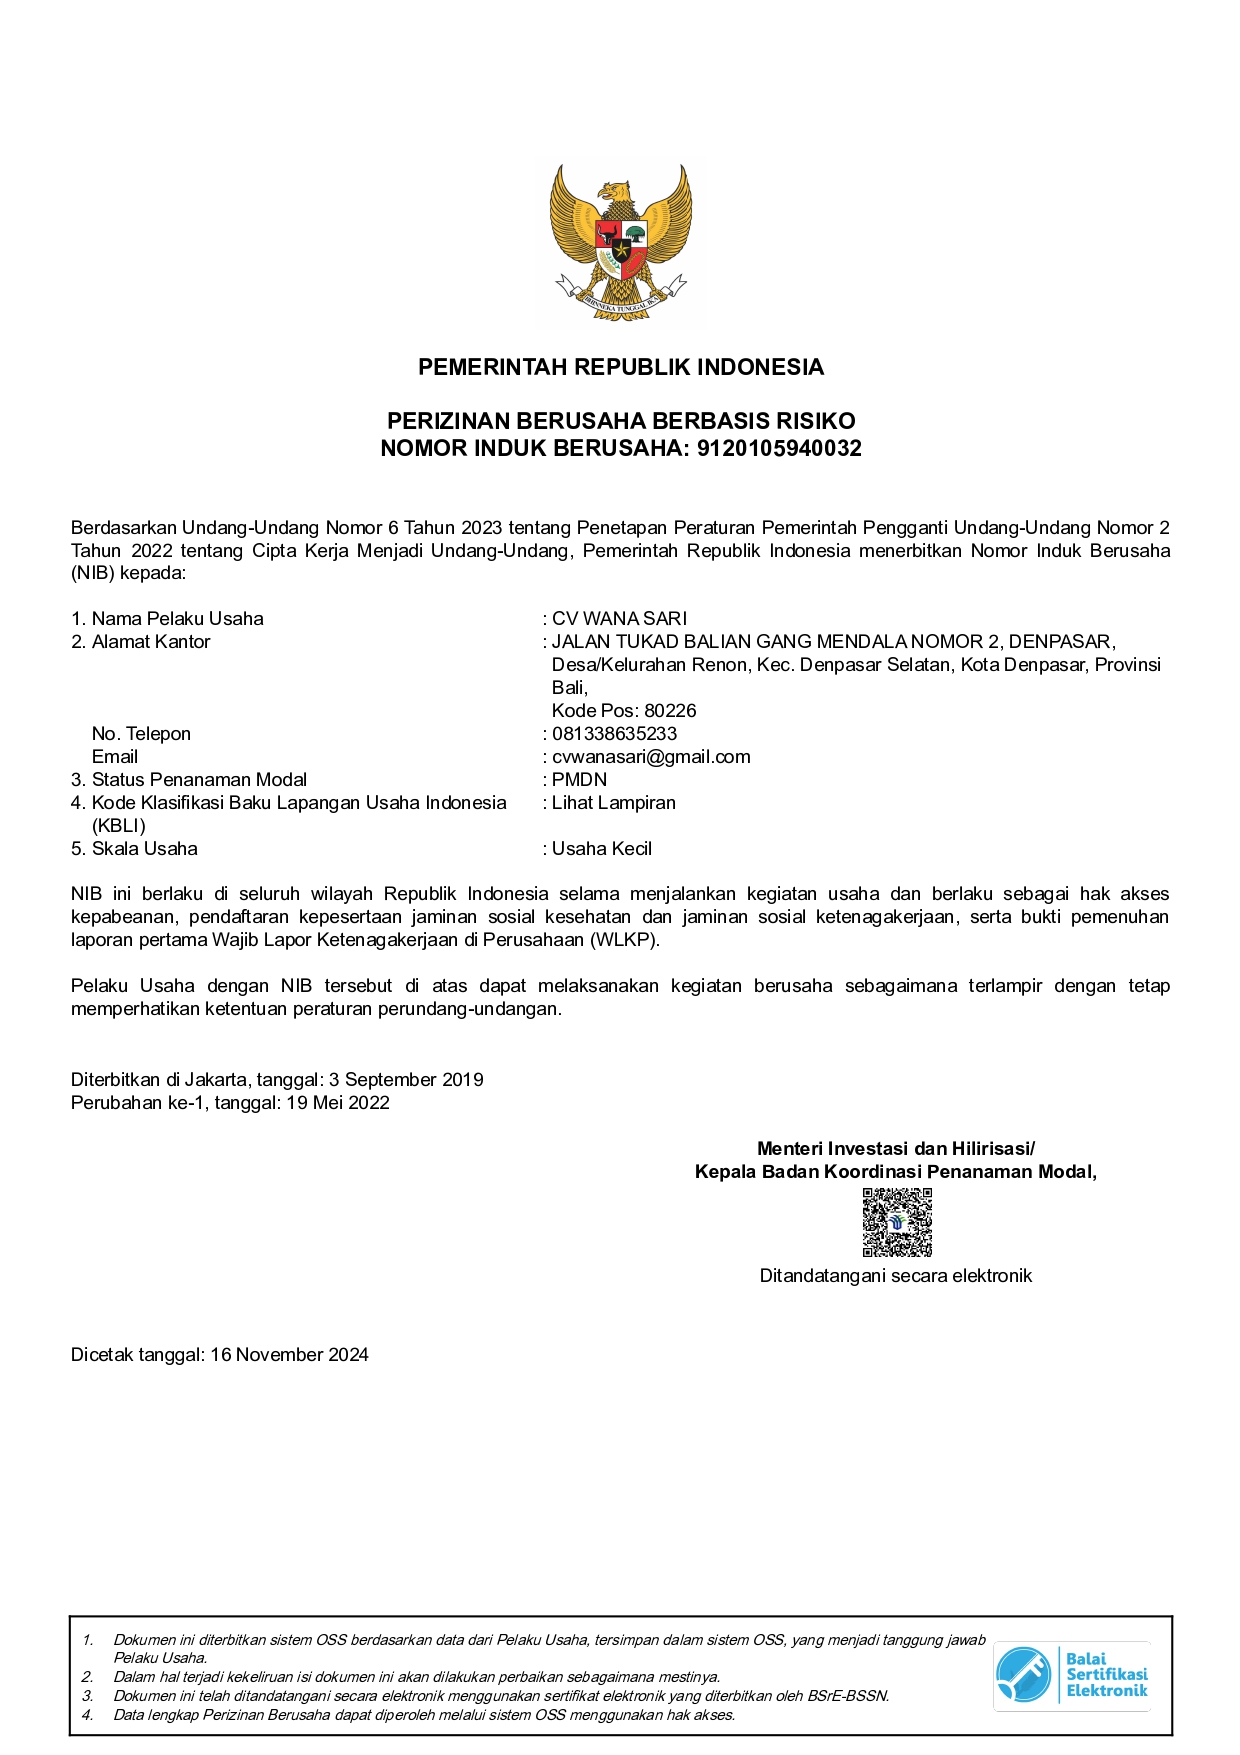 BHINNEKA TUNGGAL IKA
PEMERINTAH REPUBLIK INDONESIA
PERIZINAN BERUSAHA BERBASIS RISIKO
NOMOR INDUK BERUSAHA: 9120105940032
Berdasarkan Undang-Undang Nomor 6 Tahun 2023 tentang Penetapan Peraturan Pemerintah Pengganti Undang-Undang Nomor 2
Tahun 2022 tentang Cipta Kerja Menjadi Undang-Undang, Pemerintah Republik Indonesia menerbitkan Nomor Induk Berusaha
(NIB) kepada:
1. Nama Pelaku Usaha : CV WANA SARI
2. Alamat Kantor : JALAN TUKAD BALIAN GANG MENDALA NOMOR 2, DENPASAR,
Desa/Kelurahan Renon, Kec. Denpasar Selatan, Kota Denpasar, Provinsi
Bali,
Kode Pos: 80226
No. Telepon : 081338635233
Email : cvwanasari@gmail.com
3. Status Penanaman Modal : PMDN
4. Kode Klasifikasi Baku Lapangan Usaha Indonesia : Lihat Lampiran
(KBLI)
5. Skala Usaha : Usaha Kecil
NIB ini berlaku di seluruh wilayah Republik Indonesia selama menjalankan kegiatan usaha dan berlaku sebagai hak akses
kepabeanan, pendaftaran kepesertaan jaminan sosial kesehatan dan jaminan sosial ketenagakerjaan, serta bukti pemenuhan
laporan pertama Wajib Lapor Ketenagakerjaan di Perusahaan (WLKP).
Pelaku Usaha dengan NIB tersebut di atas dapat melaksanakan kegiatan berusaha sebagaimana terlampir dengan tetap
memperhatikan ketentuan peraturan perundang-undangan.
Diterbitkan di Jakarta, tanggal: 3 September 2019
Perubahan ke-1, tanggal: 19 Mei 2022
Menteri Investasi dan Hilirisasi/
Kepala Badan Koordinasi Penanaman Modal,
Ditandatangani secara elektronik
Dicetak tanggal: 16 November 2024
1. Dokumen ini diterbitkan sistem OSS berdasarkan data dari Pelaku Usaha, tersimpan dalam sistem OSS, yang menjadi tanggung jawab
Pelaku Usaha.
2. Dalam hal terjadi kekeliruan isi dokumen ini akan dilakukan perbaikan sebagaimana mestinya.
3. Dokumen ini telah ditandatangani secara elektronik menggunakan sertifikat elektronik yang diterbitkan oleh BSrE-BSSN.
4. Data lengkap Perizinan Berusaha dapat diperoleh melalui sistem OSS menggunakan hak akses.
Balai
Sertifikasi
Elektronik